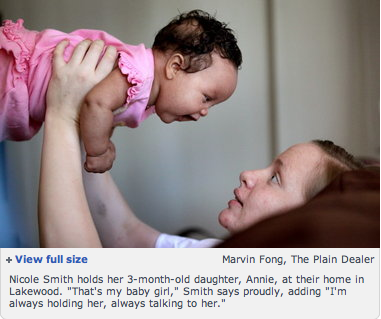 + View full size
Marvin Fong, The Plain Dealer
Nicole Smith holds her 3-month-old daughter, Annie, at their home in
Lakewood. "That's my baby girl," Smith says proudly, adding "I'm
always holding her, always talking to her."